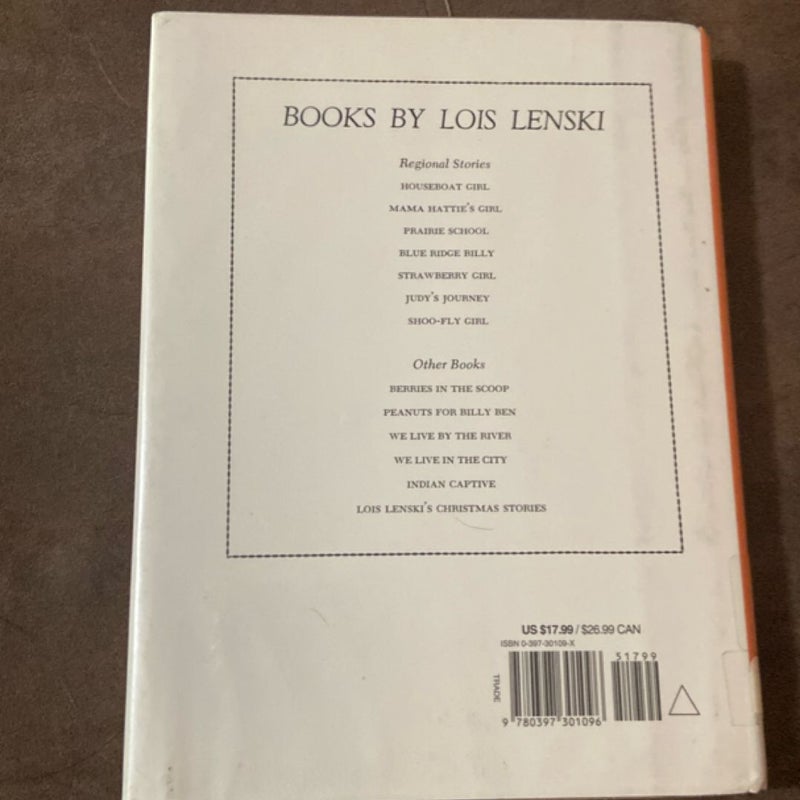 BOOKS BY LOIS LENSKI
Regional Stories
HOUSEBOAT GIRL
MAMA HATTIE'S GIRL
PRAIRIE SCHOOL
BLUE RIDGE BILLY
STRAWBERRY GIRL
JUDY'S JOURNEY
SHOO-FLY GIRL
Other Books
BERRIES IN THE SCOOP
PEANUTS FOR BILLY BEN
WE LIVE BY THE RIVER
WE LIVE IN THE CITY
INDIAN CAPTIVE
LOIS LENSKI'S CHRISTMAS STORIES
US $17.99 / $26.99 CAN
ISBN 0-397-30109-X
51799
TRADE
9 780397 301096